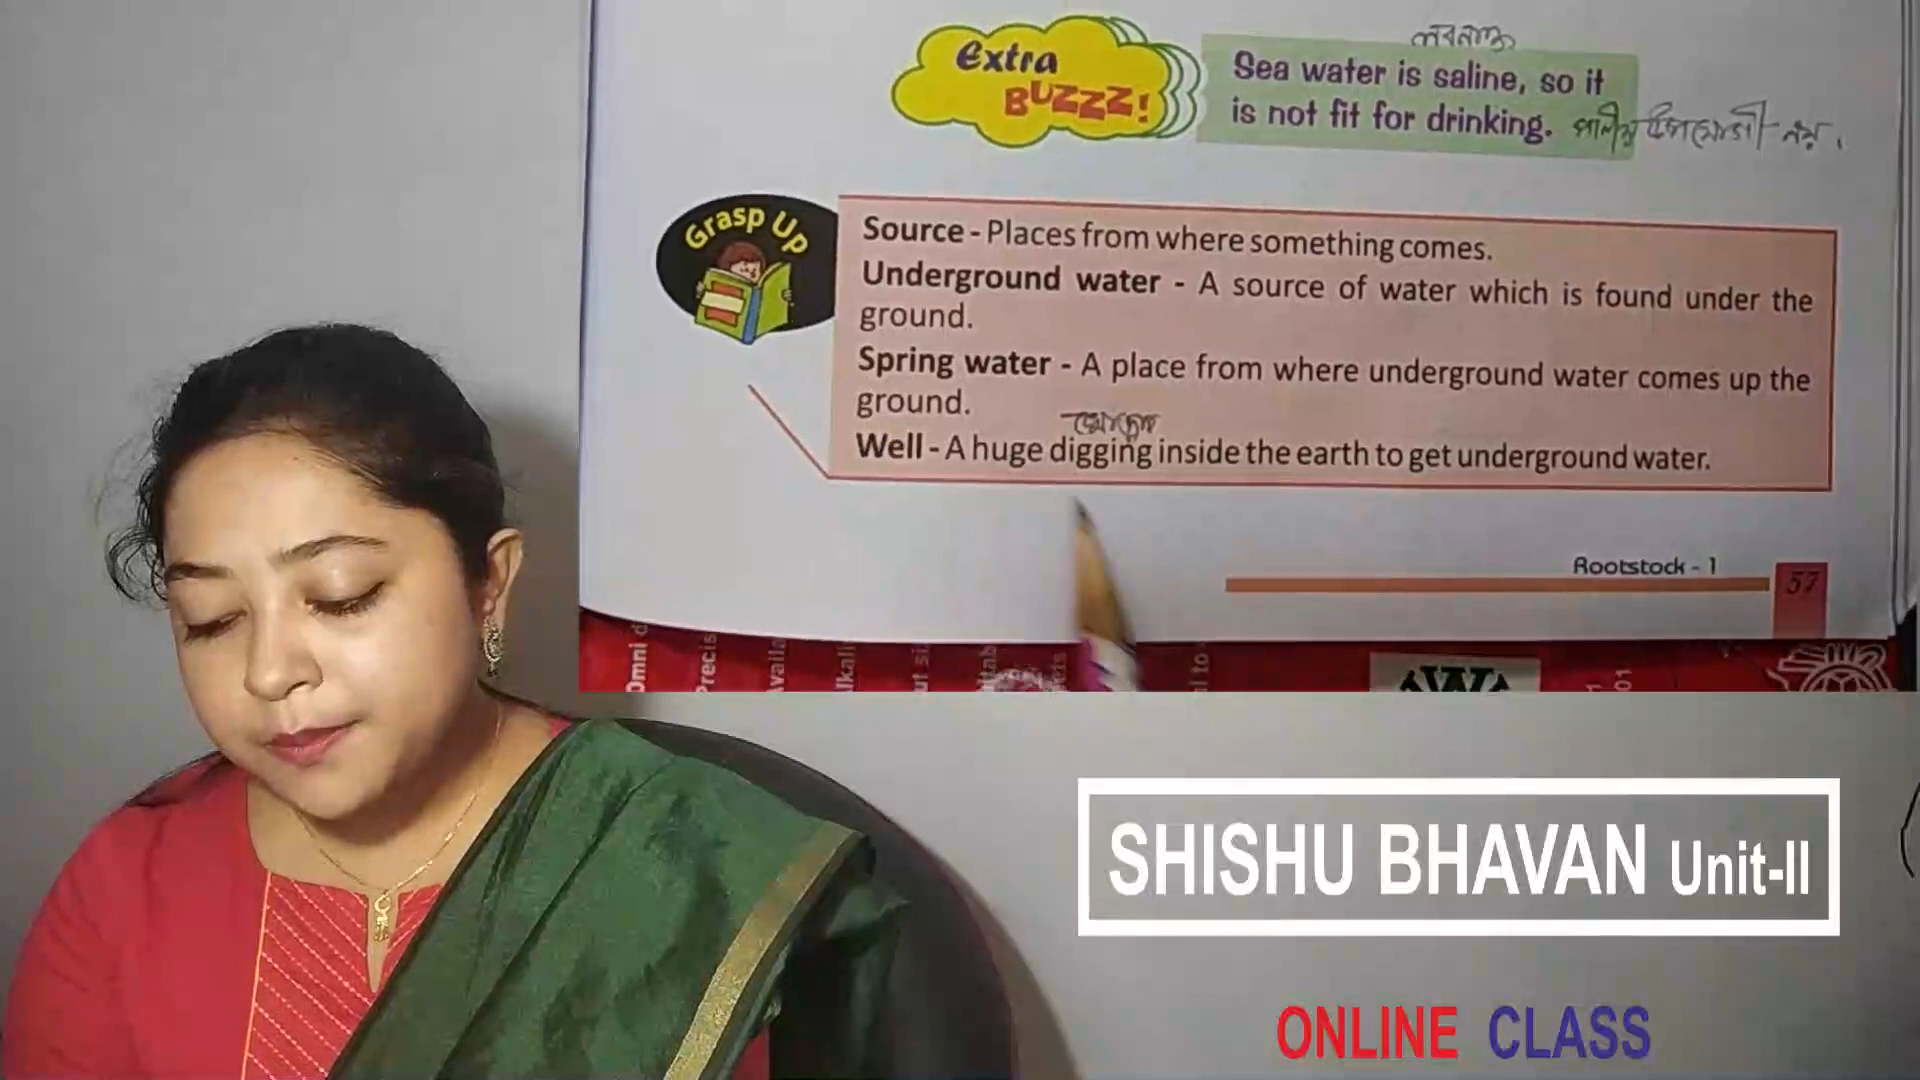 লবনাক্ত
Extra
BUZZZ!
Sea water is saline, so it
is not fit for drinking. পানীয় উপযোগী নয়.
Grasp Up
Source - Places from where something comes.
Underground water - A source of water which is found under the
ground.
Spring water - A place from where underground water comes up the
ground.
Well - A huge digging inside the earth to get underground water.
Rootstock - 1
57
SHISHU BHAVAN Unit-II
ONLINE CLASS